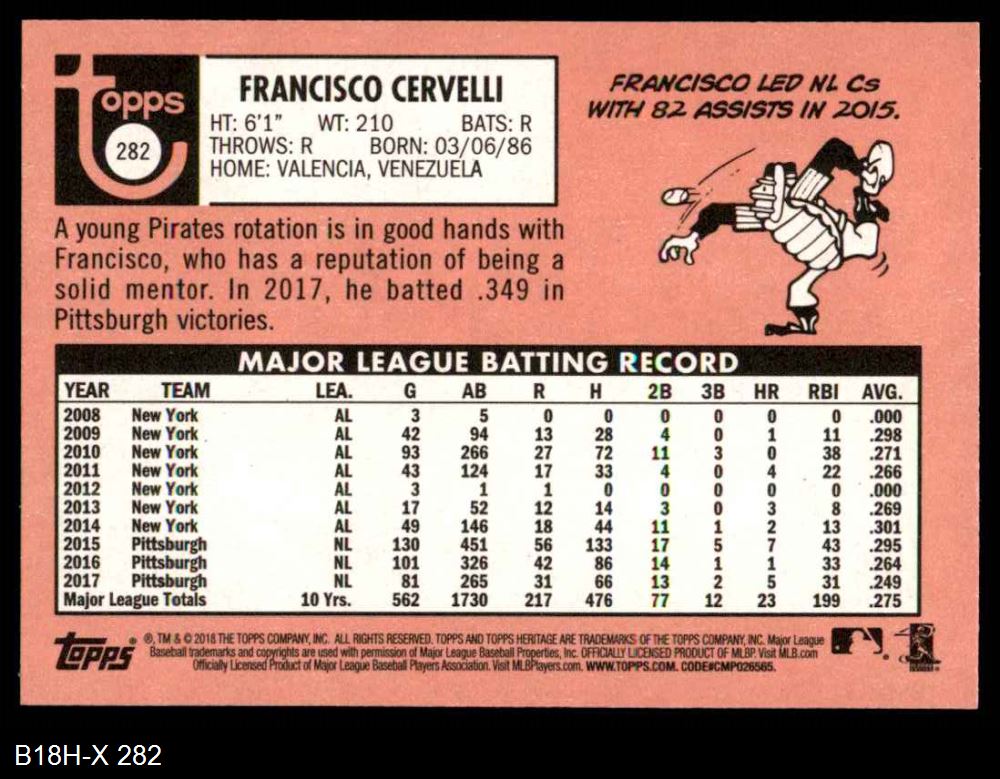 topps
282
FRANCISCO CERVELLI
HT: 6'1" WT: 210 BATS: R
THROWS: R BORN: 03/06/86
HOME: VALENCIA, VENEZUELA
FRANCISCO LED NL Cs
WITH 82 ASSISTS IN 2015.
A young Pirates rotation is in good hands with
Francisco, who has a reputation of being a
solid mentor. In 2017, he batted .349 in
Pittsburgh victories.
MAJOR LEAGUE BATTING RECORD
YEAR TEAM LEA. G AB R H 2B 3B HR RBI AVG.
2008 New York AL 3 5 0 0 0 0 0 0 .000
2009 New York AL 42 94 13 28 4 0 1 11 .298
2010 New York AL 93 266 27 72 11 3 0 38 .271
2011 New York AL 43 124 17 33 4 0 4 22 .266
2012 New York AL 3 1 1 0 0 0 0 0 .000
2013 New York AL 17 52 12 14 3 0 3 8 .269
2014 New York AL 49 146 18 44 11 1 2 13 .301
2015 Pittsburgh NL 130 451 56 133 17 5 7 43 .295
2016 Pittsburgh NL 101 326 42 86 14 1 1 33 .264
2017 Pittsburgh NL 81 265 31 66 13 2 5 31 .249
Major League Totals 10 Yrs. 562 1730 217 476 77 12 23 199 .275
topps ®, TM & © 2018 THE TOPPS COMPANY, INC. ALL RIGHTS RESERVED. TOPPS AND TOPPS HERITAGE ARE TRADEMARKS OF THE TOPPS COMPANY, INC. Major League
Baseball trademarks and copyrights are used with permission of Major League Baseball Properties, Inc. OFFICIALLY LICENSED PRODUCT OF MLBP. Visit MLB.com
Officially Licensed Product of Major League Baseball Players Association. Visit MLBPlayers.com. WWW.TOPPS.COM. CODE#CMP026565.
B18H-X 282